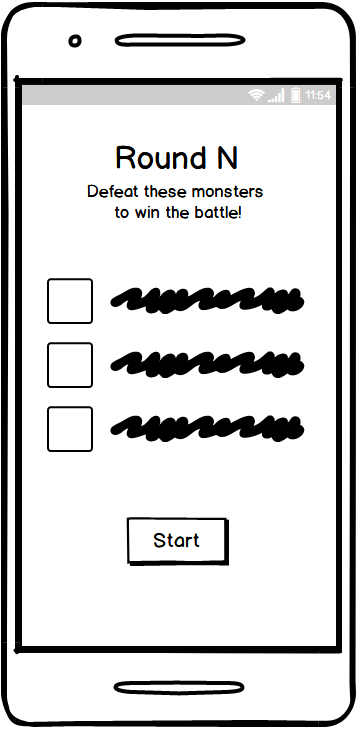 11:54
Round N
Defeat these monsters
to win the battle!
Start